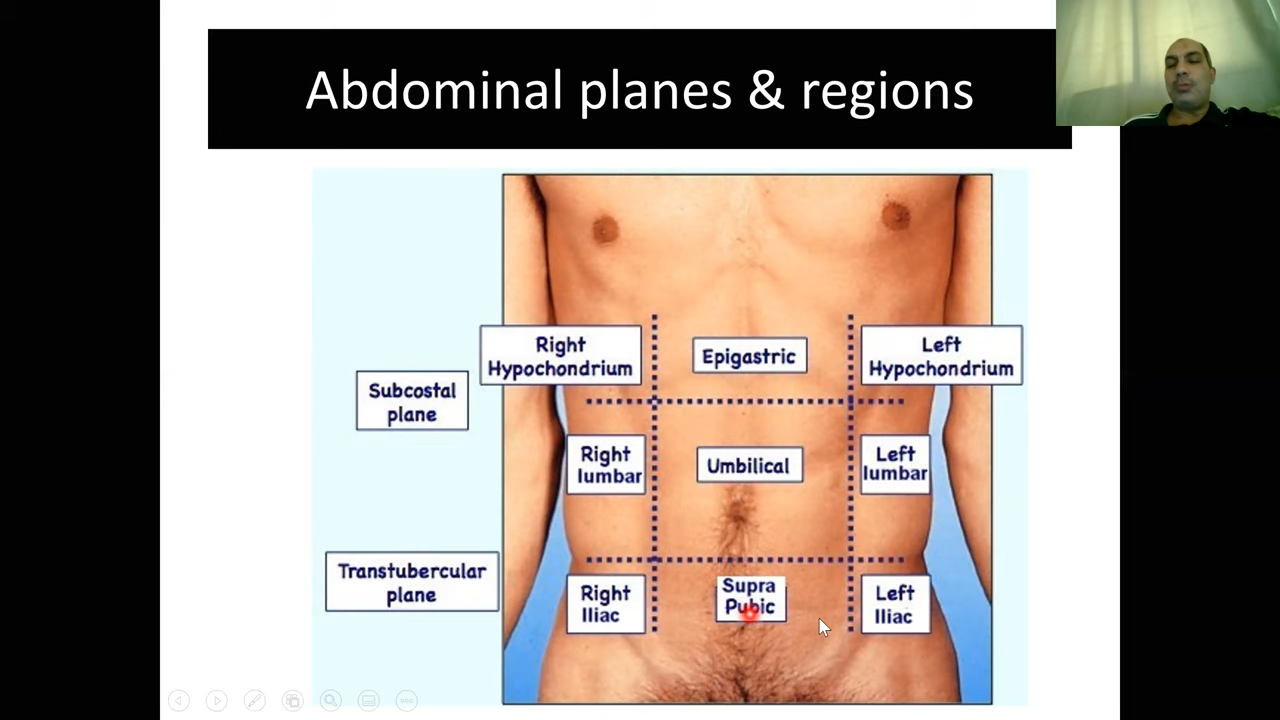 Abdominal planes & regions
Right
Hypochondrium
Epigastric
Left
Hypochondrium
Subcostal
plane
Right
lumbar
Umbilical
Left
lumbar
Transtubercular
plane
Right
Iliac
Supra
Pubic
Left
Iliac